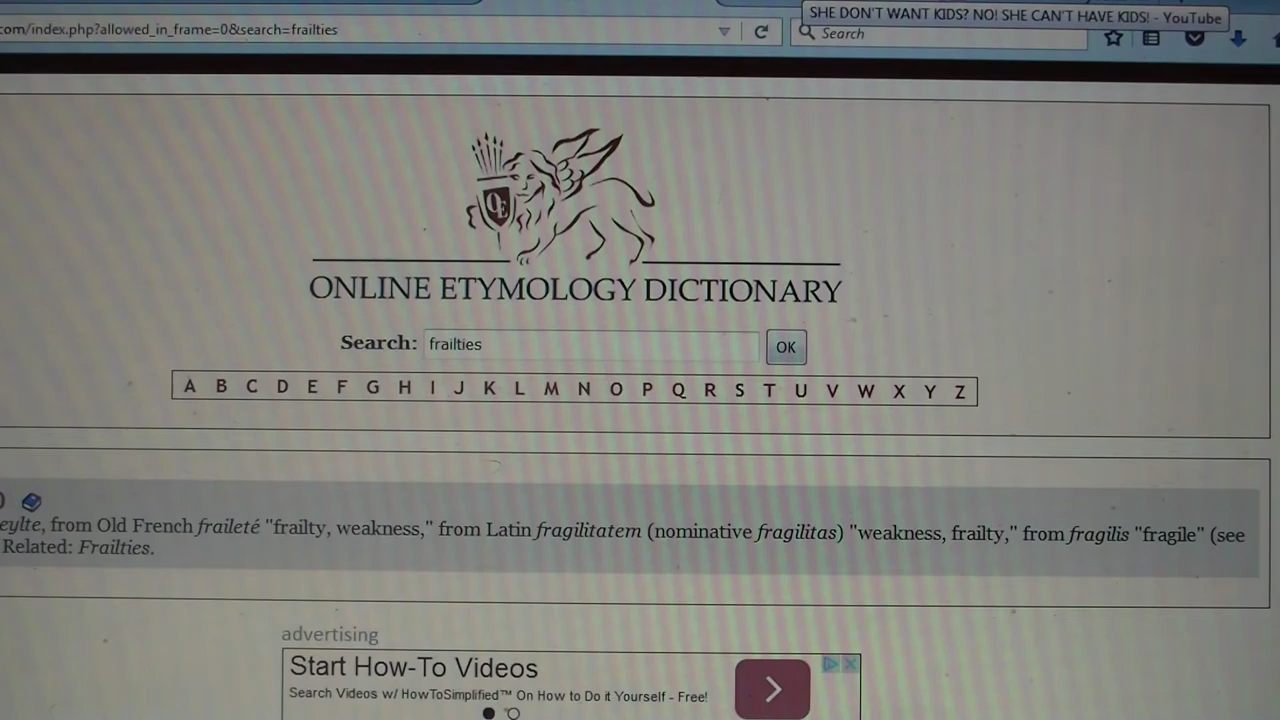 SHE DON'T WANT KIDS? NO! SHE CAN'T HAVE KIDS! - YouTube
com/index.php?allowed_in_frame=0&search=frailties
Search
OE
ONLINE ETYMOLOGY DICTIONARY
Search: frailties OK
A B C D E F G H I J K L M N O P Q R S T U V W X Y Z
)
eylte, from Old French fraileté "frailty, weakness," from Latin fragilitatem (nominative fragilitas) "weakness, frailty," from fragilis "fragile" (see
Related: Frailties.
advertising
Start How-To Videos
Search Videos w/ HowToSimplified™ On How to Do it Yourself - Free!